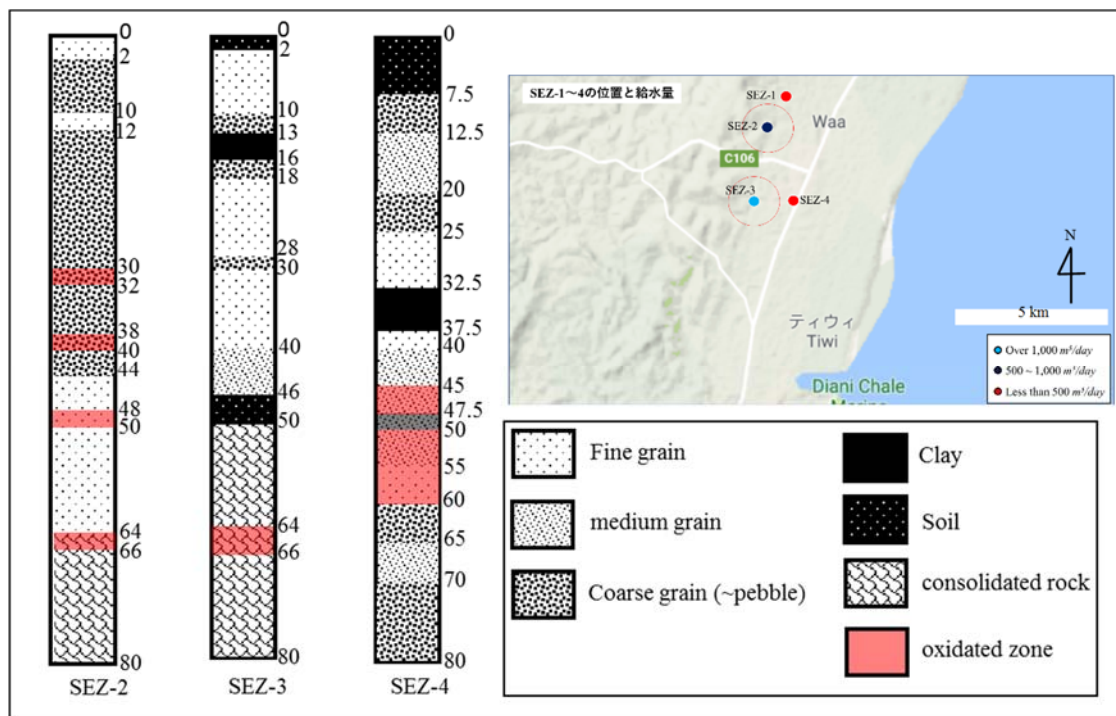 0
2
10
12
30
32
38
40
44
48
50
64
66
80
SEZ-2
0
2
10
13
16
18
28
30
40
46
50
64
66
80
SEZ-3
0
7.5
12.5
20
25
32.5
37.5
40
45
47.5
50
55
60
65
70
80
SEZ-4
SEZ-1～4の位置と給水量
SEZ-1
SEZ-2
Waa
C106
SEZ-3
SEZ-4
N
5 km
ティウィ
Tiwi
Diani Chale
Over 1,000 m³/day
500 ~ 1,000 m³/day
Less than 500 m³/day
Fine grain
medium grain
Coarse grain (~pebble)
Clay
Soil
consolidated rock
oxidated zone